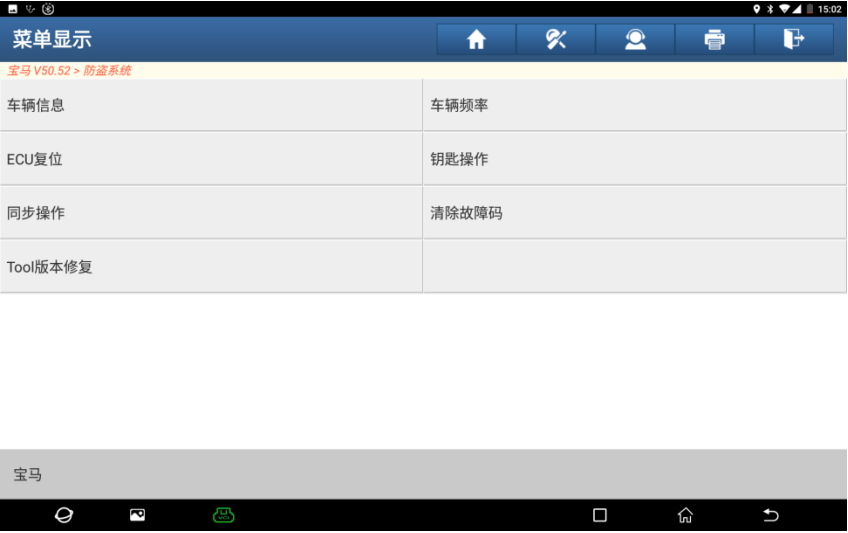 15:02
菜单显示
宝马 V50.52 > 防盗系统
车辆信息
车辆频率
ECU复位
钥匙操作
同步操作
清除故障码
Tool版本修复
宝马
VCI